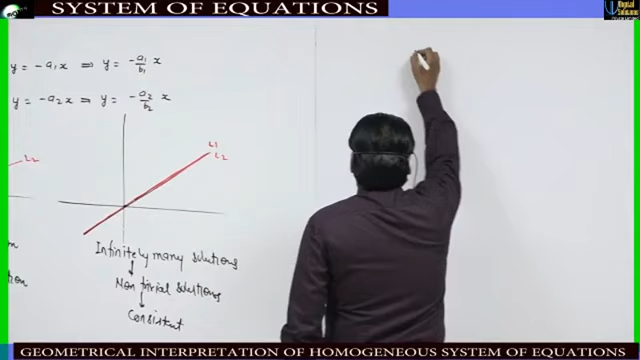 SYSTEM OF EQUATIONS
y = -a₁x ⇒ y = -a₁/b₁ x
y = -a₂x ⇒ y = -a₂/b₂ x
L2
L1
L2
Infinitely many solutions
Non trivial solutions
Consistent
GEOMETRICAL INTERPRETATION OF HOMOGENEOUS SYSTEM OF EQUATIONS